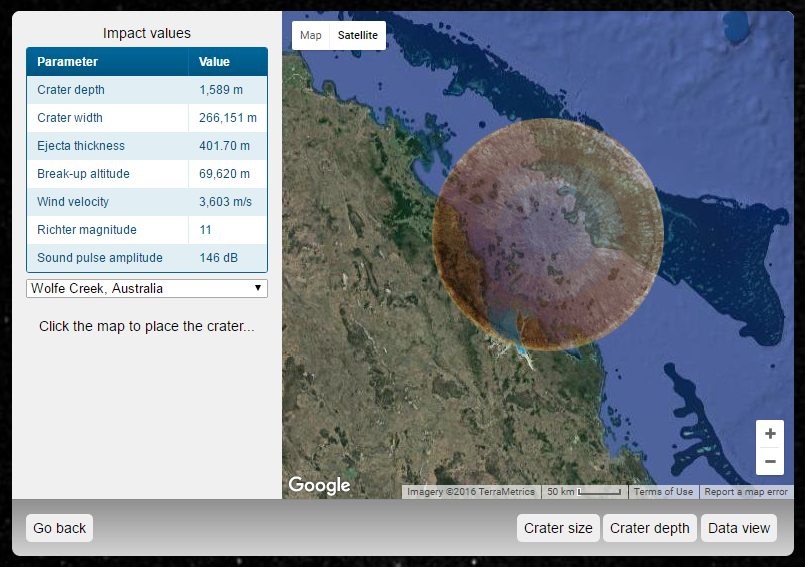 Impact values
Parameter Value
Crater depth 1,589 m
Crater width 266,151 m
Ejecta thickness 401.70 m
Break-up altitude 69,620 m
Wind velocity 3,603 m/s
Richter magnitude 11
Sound pulse amplitude 146 dB
Wolfe Creek, Australia
Click the map to place the crater...
Map Satellite
+
−
Google
Imagery ©2016 TerraMetrics 50 km Terms of Use Report a map error
Go back Crater size Crater depth Data view